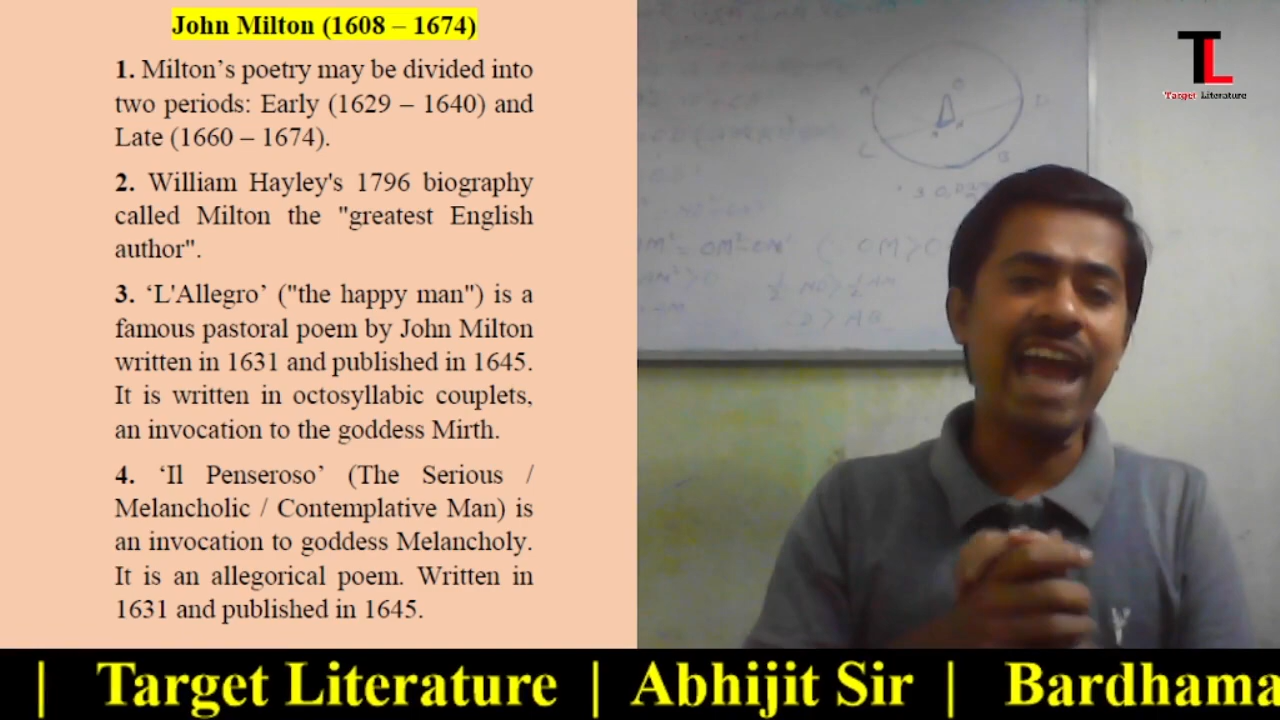 John Milton (1608 – 1674)
1. Milton’s poetry may be divided into
two periods: Early (1629 – 1640) and
Late (1660 – 1674).
2. William Hayley's 1796 biography
called Milton the "greatest English
author".
3. ‘L'Allegro’ ("the happy man") is a
famous pastoral poem by John Milton
written in 1631 and published in 1645.
It is written in octosyllabic couplets,
an invocation to the goddess Mirth.
4. ‘Il Penseroso’ (The Serious /
Melancholic / Contemplative Man) is
an invocation to goddess Melancholy.
It is an allegorical poem. Written in
1631 and published in 1645.
TL
Target Literature
| Target Literature | Abhijit Sir | Bardhama